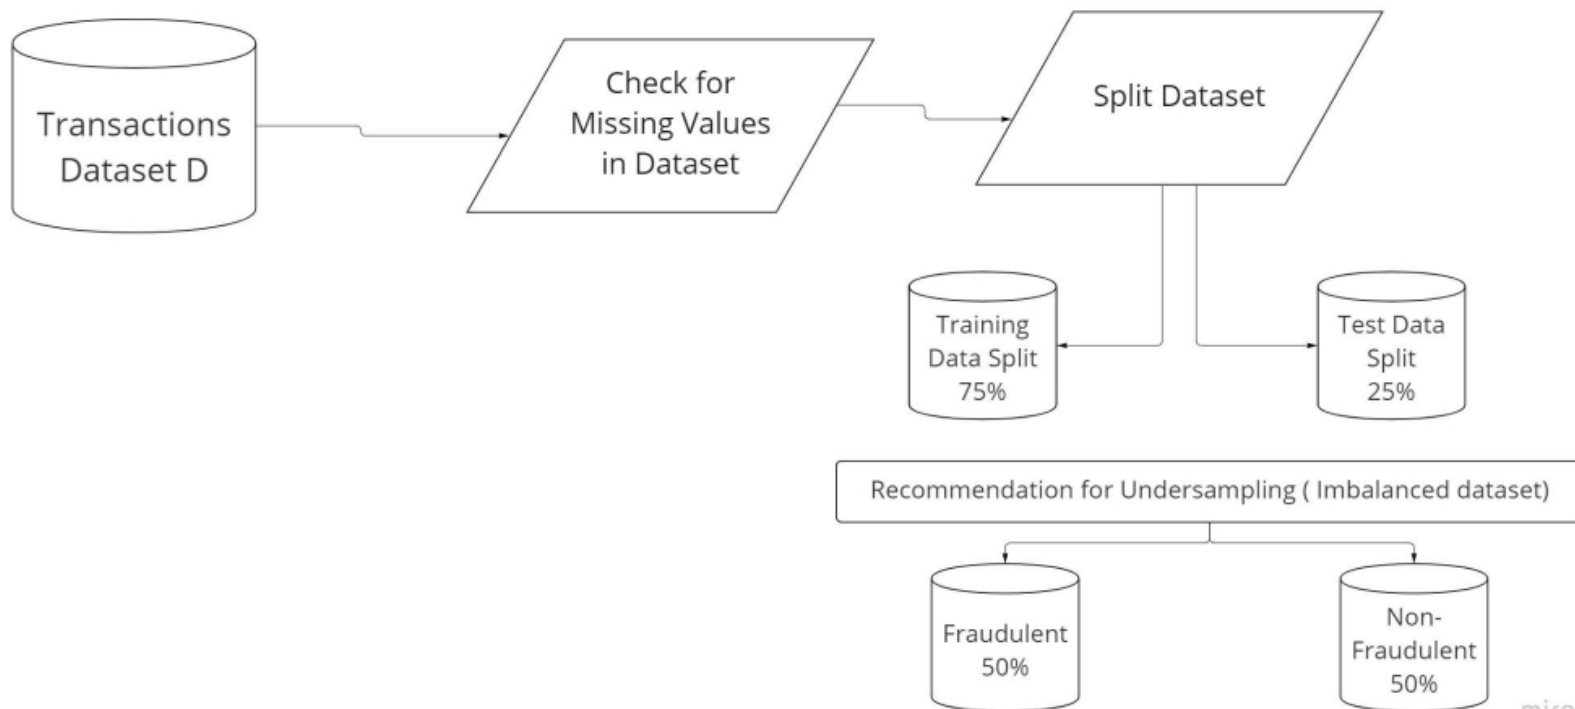 Transactions
Dataset D
Check for
Missing Values
in Dataset
Split Dataset
Training
Data Split
75%
Test Data
Split
25%
Recommendation for Undersampling ( Imbalanced dataset)
Fraudulent
50%
Non-
Fraudulent
50%